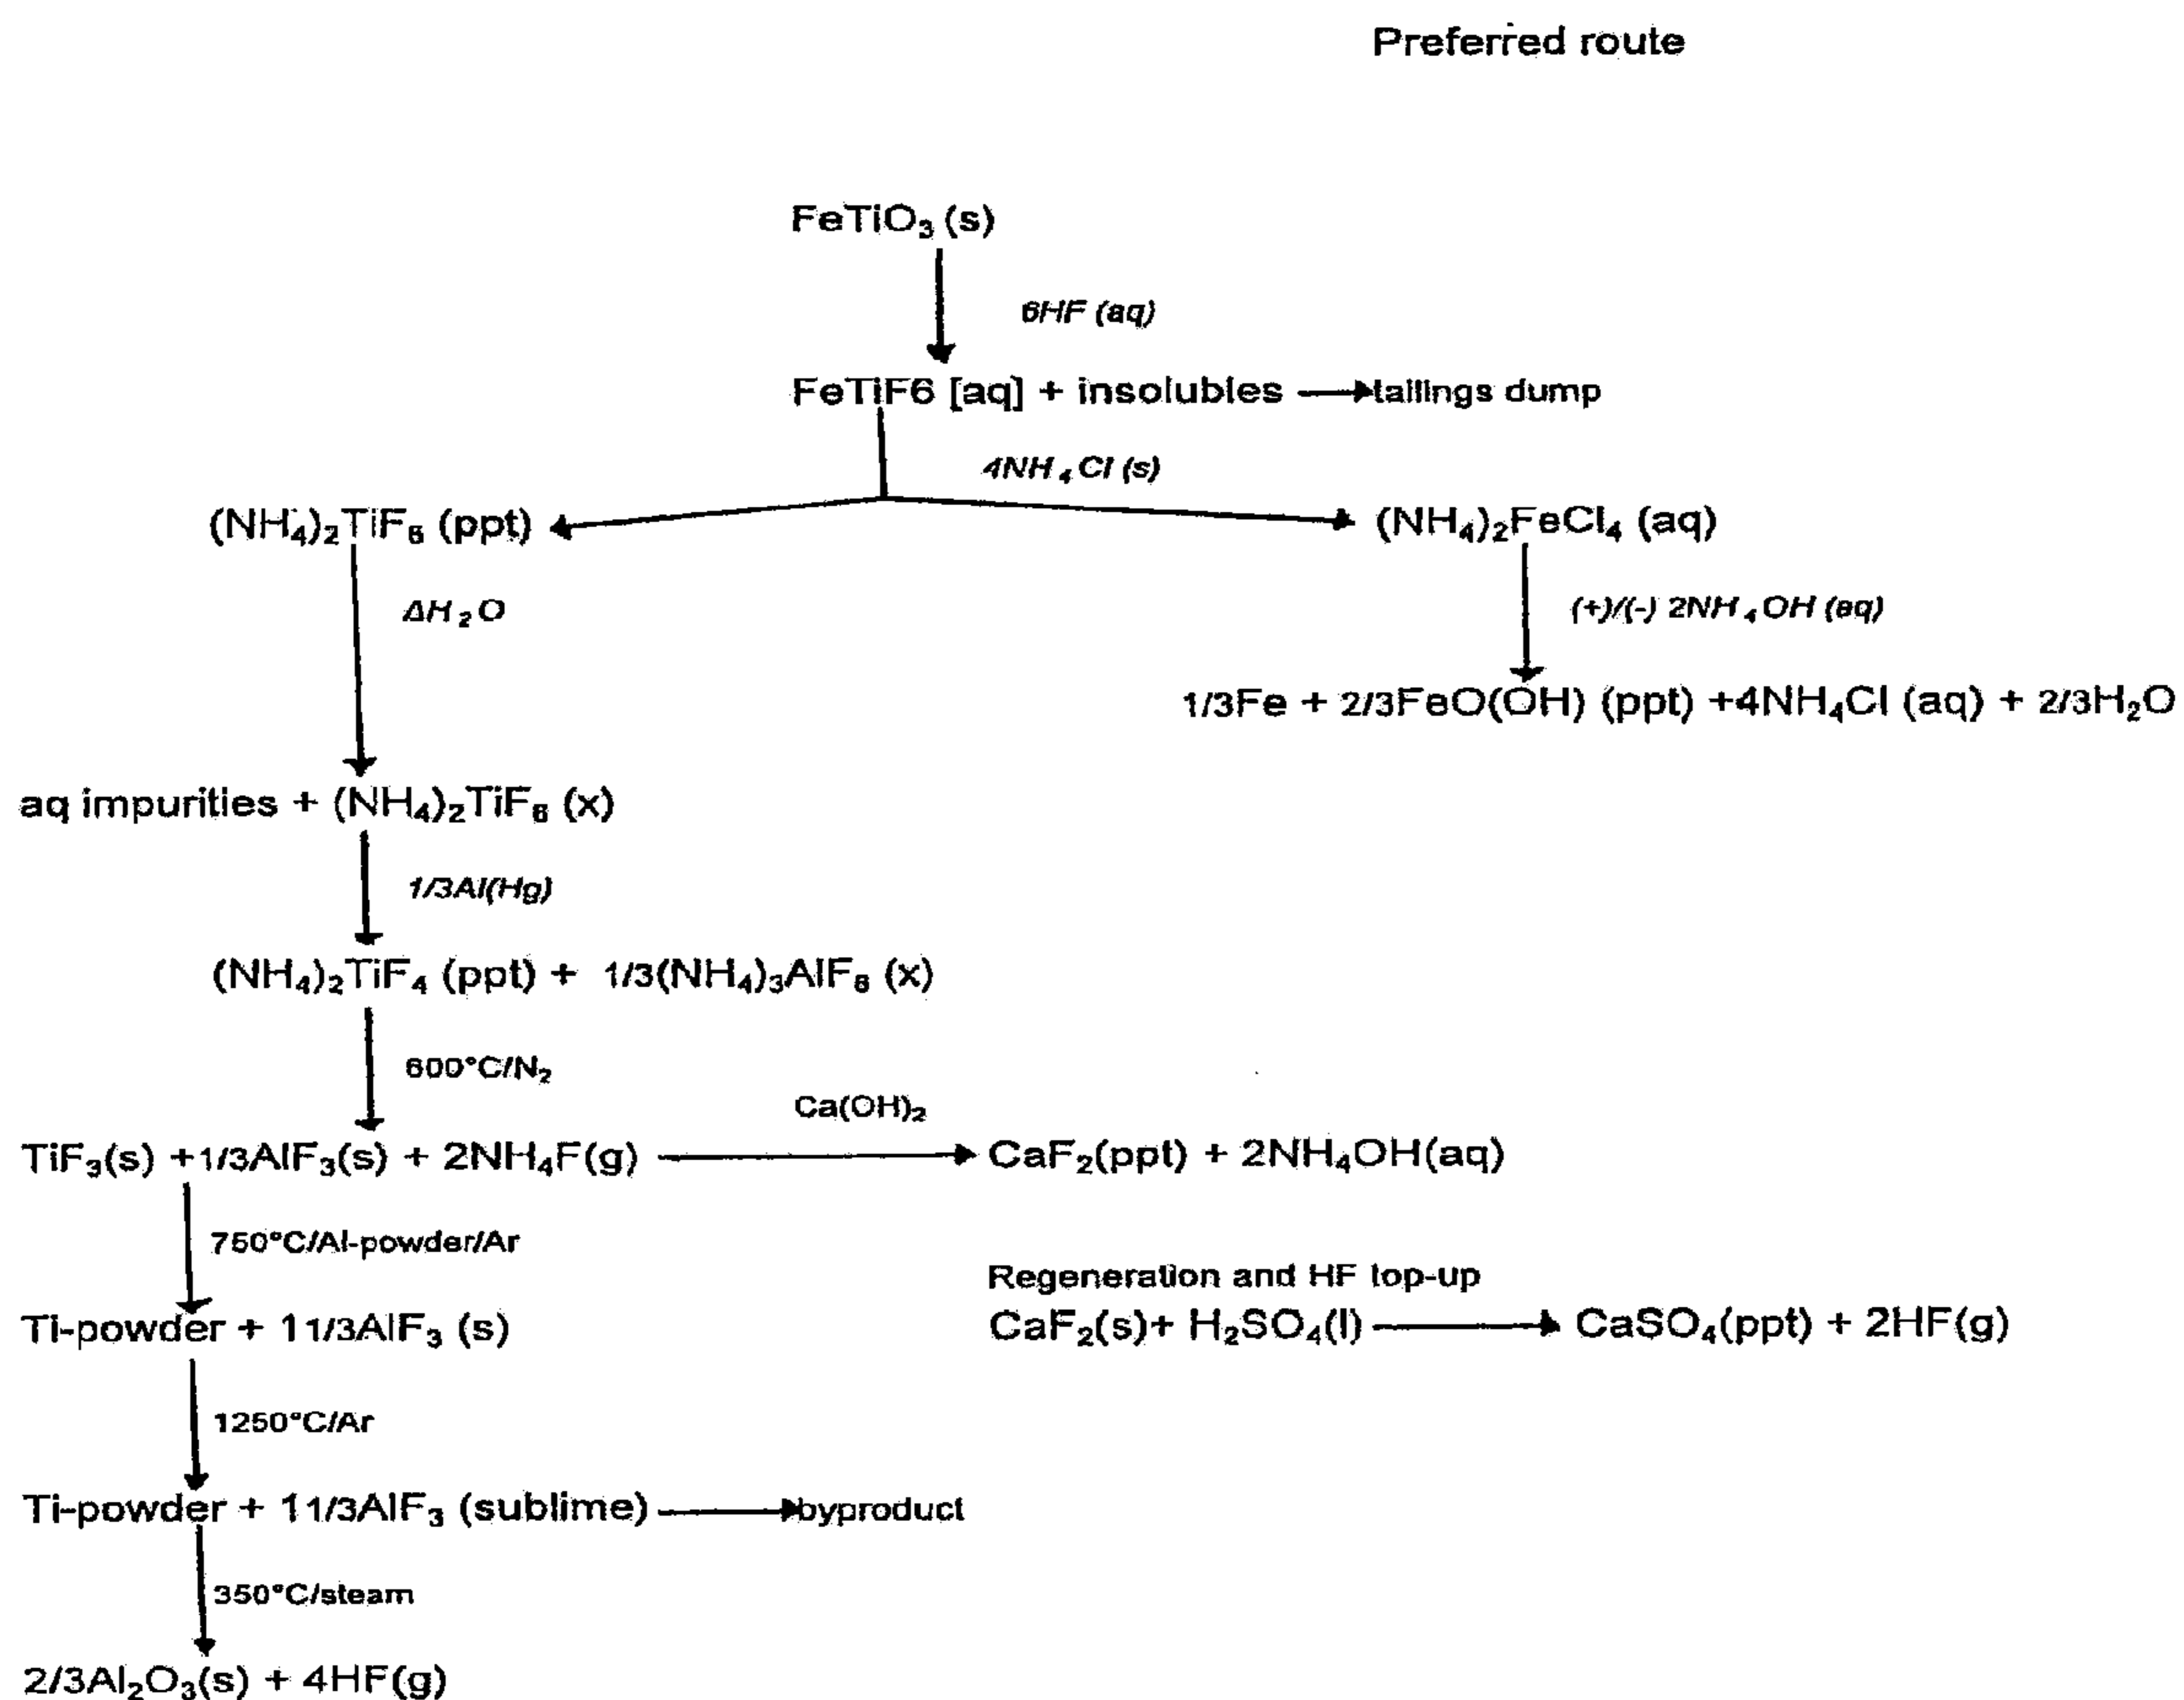 Preferred route
FeTiO₃ (s)
6HF (aq)
FeTiF6 [aq] + insolubles → tailings dump
4NH₄Cl (s)
(NH₄)₂TiF₆ (ppt)
(NH₄)₂FeCl₄ (aq)
ΔH₂O
(+)/(-) 2NH₄OH (aq)
1/3Fe + 2/3FeO(OH) (ppt) +4NH₄Cl (aq) + 2/3H₂O
aq impurities + (NH₄)₂TiF₆ (x)
1/3Al(Hg)
(NH₄)₂TiF₄ (ppt) + 1/3(NH₄)₃AlF₆ (x)
600°C/N₂
Ca(OH)₂
TiF₃(s) +1/3AlF₃(s) + 2NH₄F(g) → CaF₂(ppt) + 2NH₄OH(aq)
750°C/Al-powder/Ar
Regeneration and HF top-up
Ti-powder + 11/3AlF₃ (s)
CaF₂(s)+ H₂SO₄(l) → CaSO₄(ppt) + 2HF(g)
1250°C/Ar
Ti-powder + 11/3AlF₃ (sublime) → byproduct
350°C/steam
2/3Al₂O₃(s) + 4HF(g)